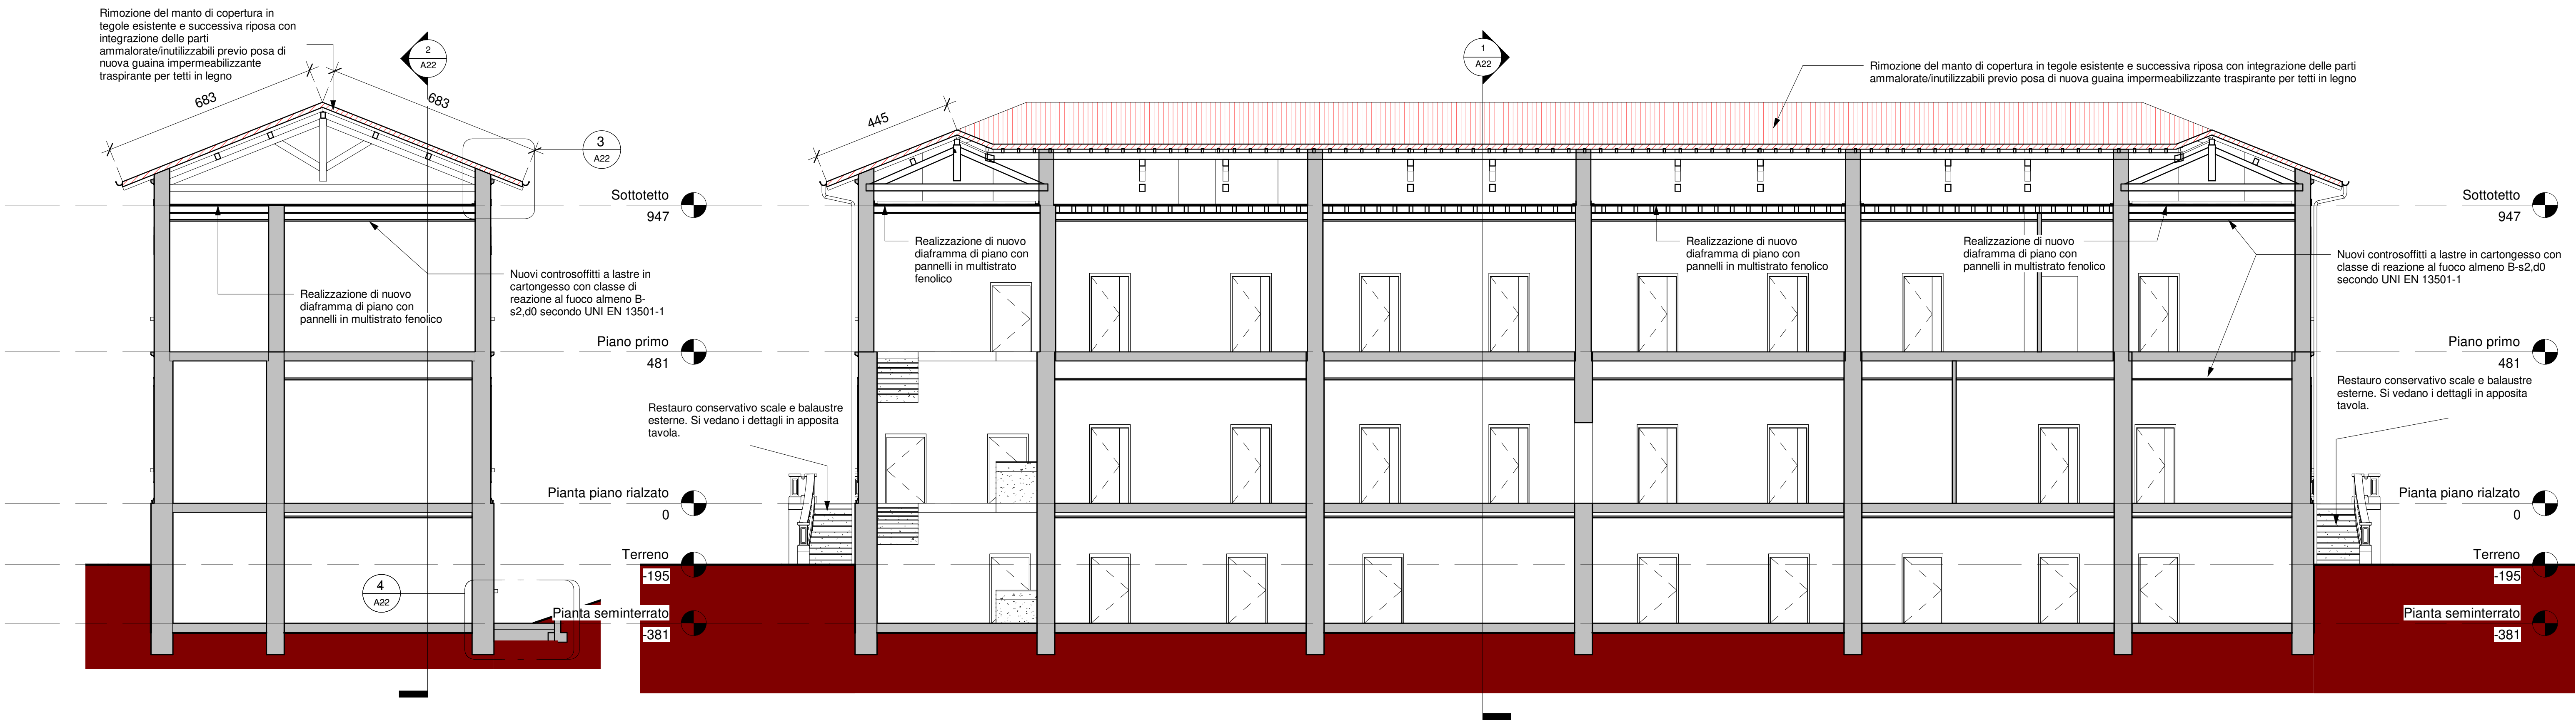 Rimozione del manto di copertura in
tegole esistente e successiva riposa con
integrazione delle parti
ammalorate/inutilizzabili previo posa di
nuova guaina impermeabilizzante
traspirante per tetti in legno
2
A22
683
683
3
A22
Sottotetto
947
Nuovi controsoffitti a lastre in
cartongesso con classe di
reazione al fuoco almeno B-
s2,d0 secondo UNI EN 13501-1
Realizzazione di nuovo
diaframma di piano con
pannelli in multistrato fenolico
Piano primo
481
Pianta piano rialzato
0
Terreno
-195
4
A22
Pianta seminterrato
-381
1
A22
Rimozione del manto di copertura in tegole esistente e successiva riposa con integrazione delle parti
ammalorate/inutilizzabili previo posa di nuova guaina impermeabilizzante traspirante per tetti in legno
445
Realizzazione di nuovo
diaframma di piano con
pannelli in multistrato
fenolico
Realizzazione di nuovo
diaframma di piano con
pannelli in multistrato fenolico
Realizzazione di nuovo
diaframma di piano con
pannelli in multistrato fenolico
Restauro conservativo scale e balaustre
esterne. Si vedano i dettagli in apposita
tavola.
Sottotetto
947
Nuovi controsoffitti a lastre in cartongesso con
classe di reazione al fuoco almeno B-s2,d0
secondo UNI EN 13501-1
Piano primo
481
Restauro conservativo scale e balaustre
esterne. Si vedano i dettagli in apposita
tavola.
Pianta piano rialzato
0
Terreno
-195
Pianta seminterrato
-381